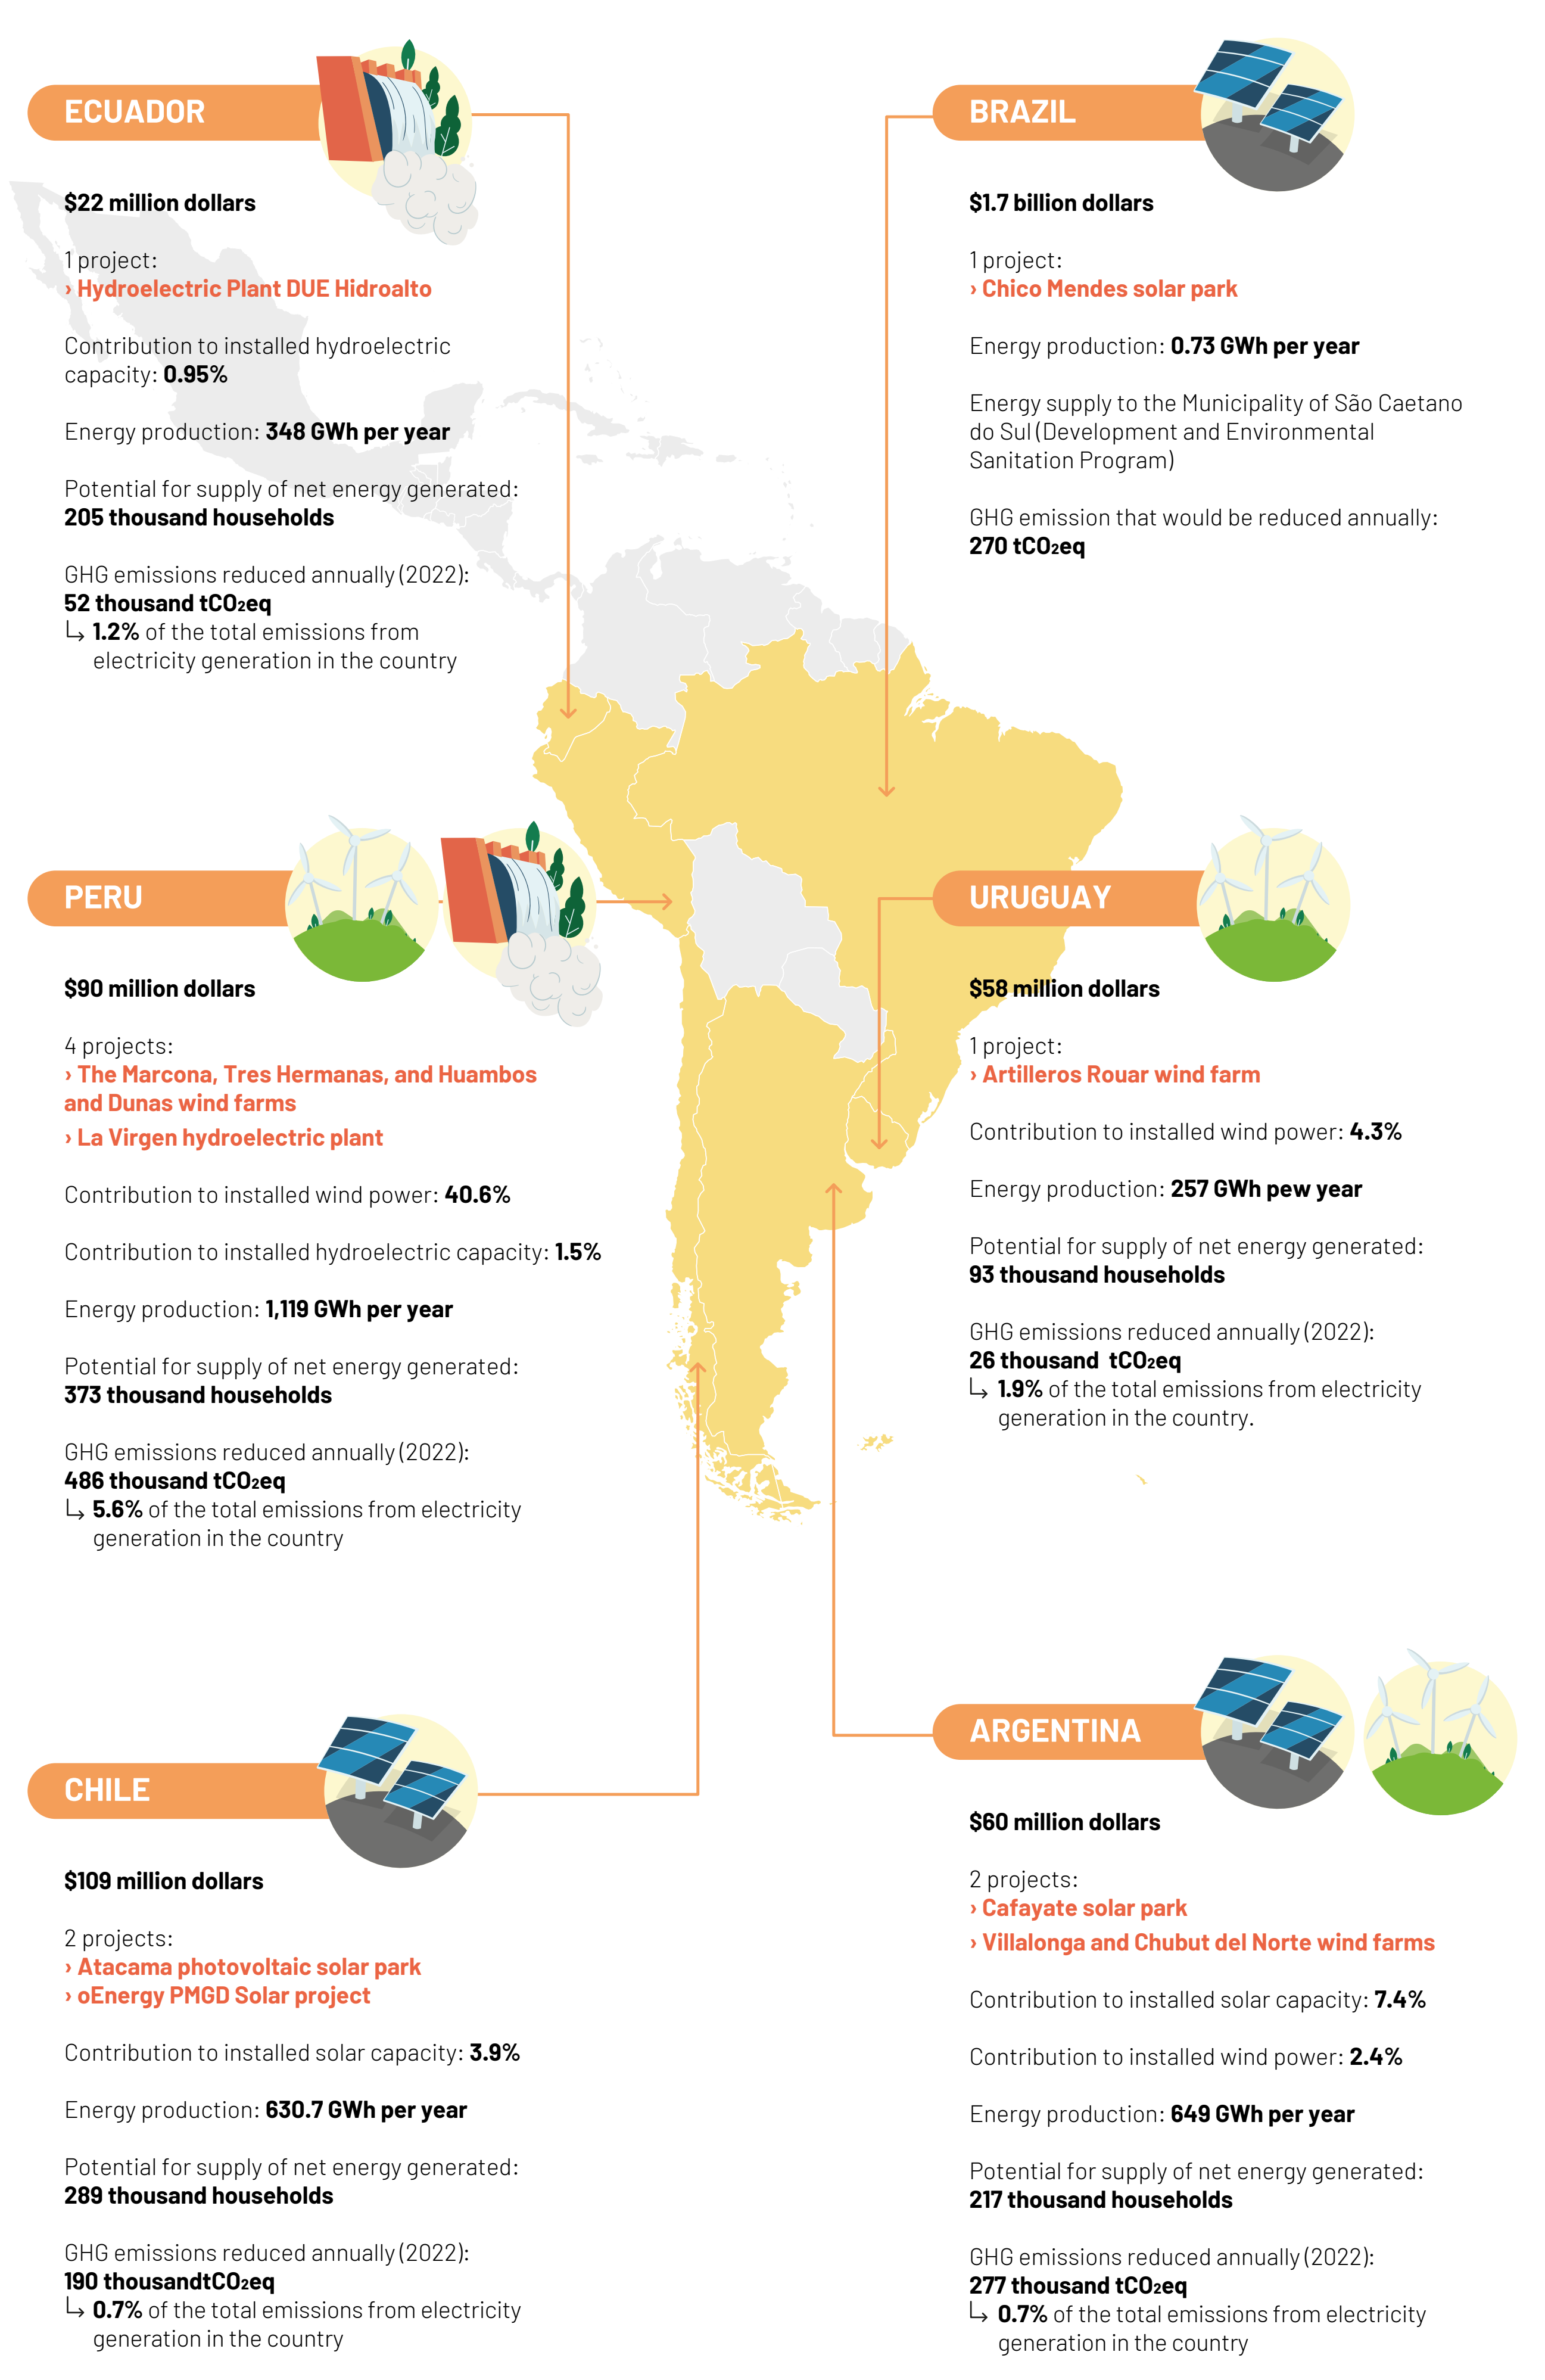 ECUADOR
$22 million dollars
1 project:
› Hydroelectric Plant DUE Hidroalto
Contribution to installed hydroelectric
capacity: 0.95%
Energy production: 348 GWh per year
Potential for supply of net energy generated:
205 thousand households
GHG emissions reduced annually (2022):
52 thousand tCO₂eq
↳ 1.2% of the total emissions from
electricity generation in the country
BRAZIL
$1.7 billion dollars
1 project:
› Chico Mendes solar park
Energy production: 0.73 GWh per year
Energy supply to the Municipality of São Caetano
do Sul (Development and Environmental
Sanitation Program)
GHG emission that would be reduced annually:
270 tCO₂eq
PERU
$90 million dollars
4 projects:
› The Marcona, Tres Hermanas, and Huambos
and Dunas wind farms
› La Virgen hydroelectric plant
Contribution to installed wind power: 40.6%
Contribution to installed hydroelectric capacity: 1.5%
Energy production: 1,119 GWh per year
Potential for supply of net energy generated:
373 thousand households
GHG emissions reduced annually (2022):
486 thousand tCO₂eq
↳ 5.6% of the total emissions from electricity
generation in the country
URUGUAY
$58 million dollars
1 project:
› Artilleros Rouar wind farm
Contribution to installed wind power: 4.3%
Energy production: 257 GWh pew year
Potential for supply of net energy generated:
93 thousand households
GHG emissions reduced annually (2022):
26 thousand  tCO₂eq
↳ 1.9% of the total emissions from electricity
generation in the country.
CHILE
$109 million dollars
2 projects:
› Atacama photovoltaic solar park
› oEnergy PMGD Solar project
Contribution to installed solar capacity: 3.9%
Energy production: 630.7 GWh per year
Potential for supply of net energy generated:
289 thousand households
GHG emissions reduced annually (2022):
190 thousandtCO₂eq
↳ 0.7% of the total emissions from electricity
generation in the country
ARGENTINA
$60 million dollars
2 projects:
› Cafayate solar park
› Villalonga and Chubut del Norte wind farms
Contribution to installed solar capacity: 7.4%
Contribution to installed wind power: 2.4%
Energy production: 649 GWh per year
Potential for supply of net energy generated:
217 thousand households
GHG emissions reduced annually (2022):
277 thousand tCO₂eq
↳ 0.7% of the total emissions from electricity
generation in the country